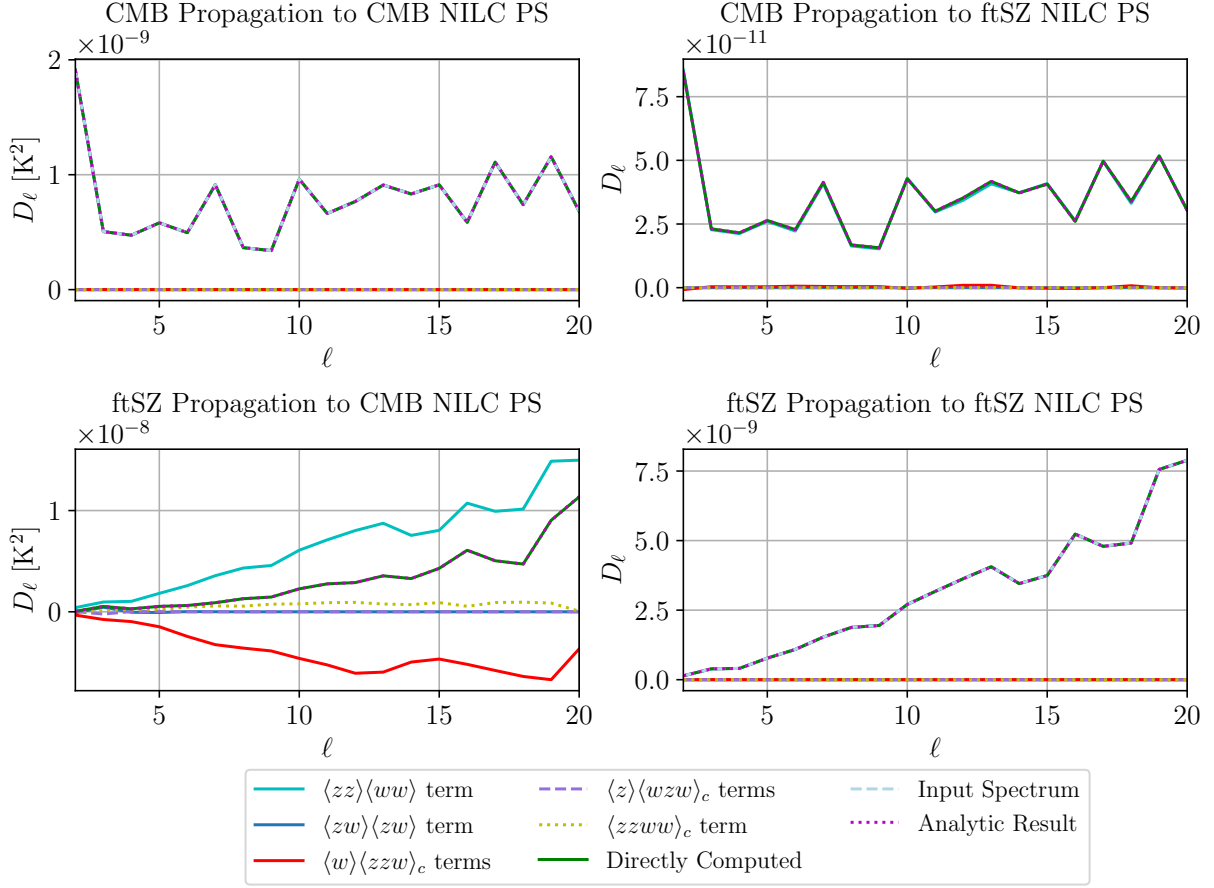 CMB Propagation to CMB NILC PS
×10⁻⁹
2
1
0
D_ℓ [K²]
5
10
15
20
ℓ
CMB Propagation to ftSZ NILC PS
×10⁻¹¹
7.5
5.0
2.5
0.0
D_ℓ
5
10
15
20
ℓ
ftSZ Propagation to CMB NILC PS
×10⁻⁸
1
0
D_ℓ [K²]
5
10
15
20
ℓ
ftSZ Propagation to ftSZ NILC PS
×10⁻⁹
7.5
5.0
2.5
0.0
D_ℓ
5
10
15
20
ℓ
⟨zz⟩⟨ww⟩ term
⟨zw⟩⟨zw⟩ term
⟨w⟩⟨zzw⟩_c terms
⟨z⟩⟨wzw⟩_c terms
⟨zzww⟩_c term
Directly Computed
Input Spectrum
Analytic Result